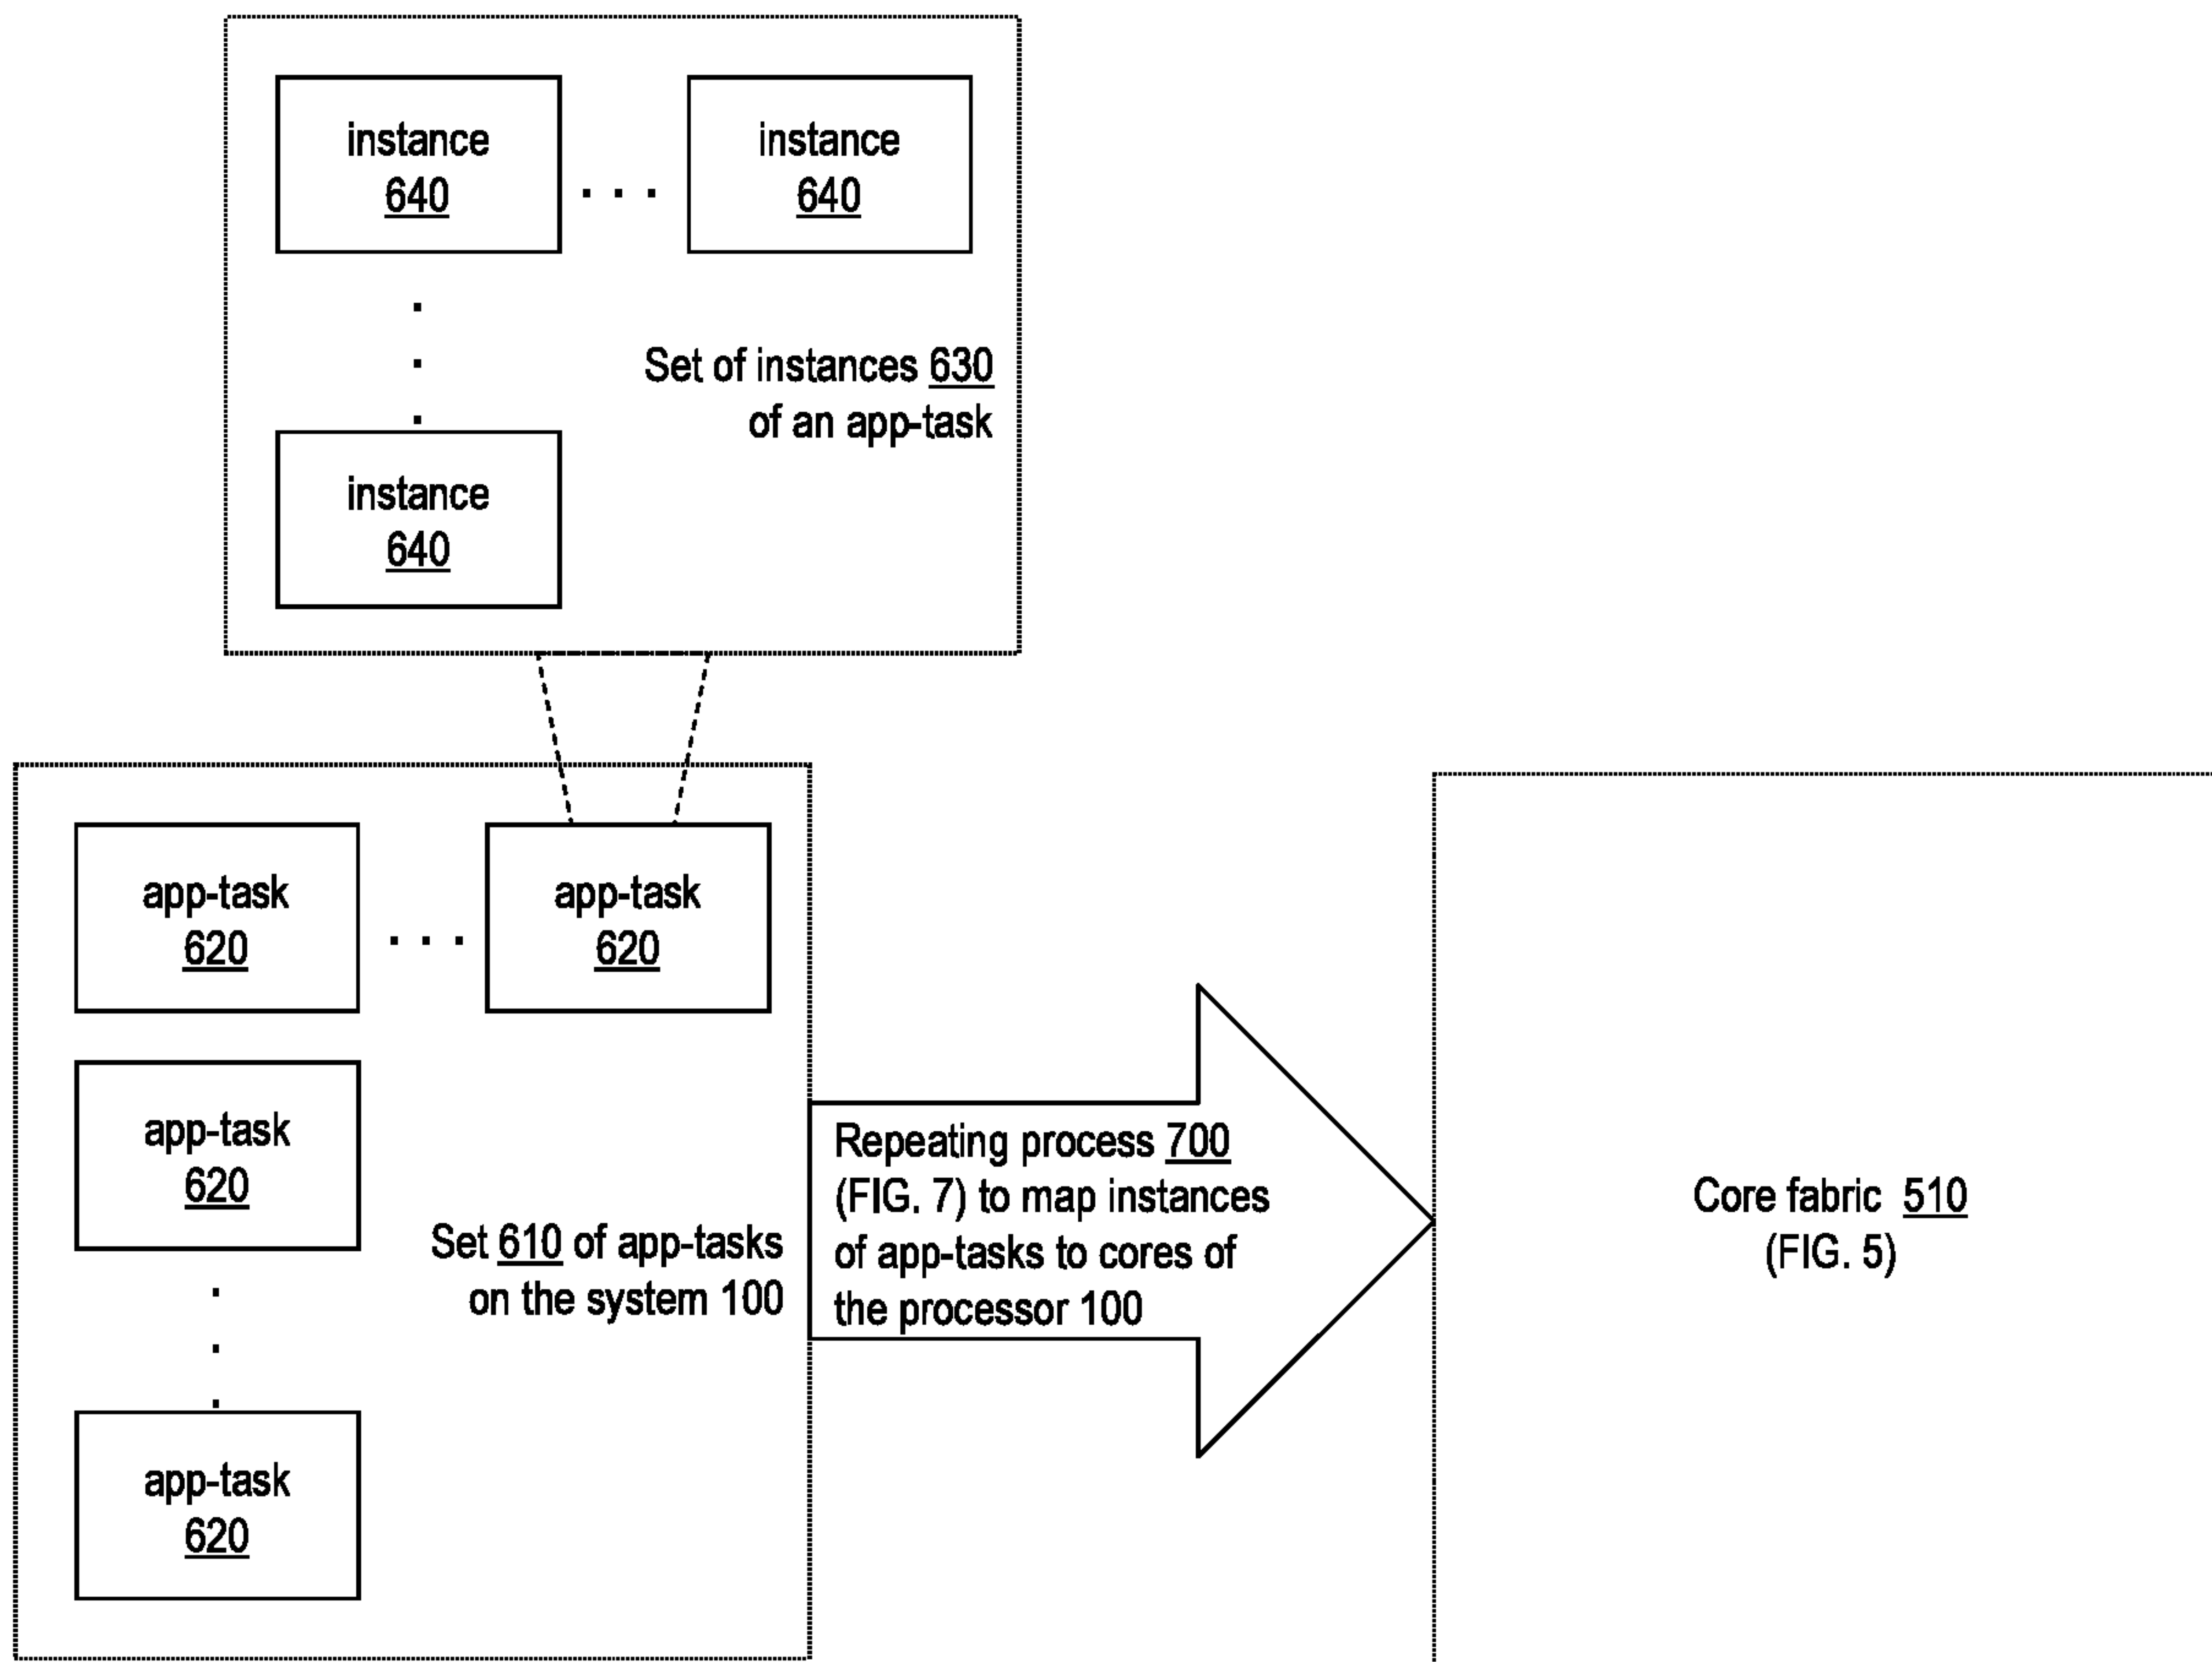 instance
640
. . .
instance
640
.
.
.
Set of instances 630
of an app-task
instance
640
app-task
620
. . .
app-task
620
app-task
620
.
.
.
Set 610 of app-tasks
on the system 100
app-task
620
Repeating process 700
(FIG. 7) to map instances
of app-tasks to cores of
the processor 100
Core fabric 510
(FIG. 5)